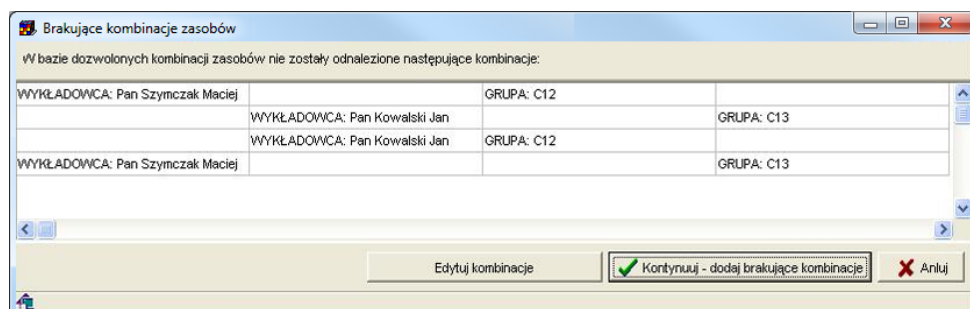 Brakujące kombinacje zasobów
W bazie dozwolonych kombinacji zasobów nie zostały odnalezione następujące kombinacje:
WYKŁADOWCA: Pan Szymczak Maciej GRUPA: C12
WYKŁADOWCA: Pan Kowalski Jan GRUPA: C13
WYKŁADOWCA: Pan Kowalski Jan GRUPA: C12
WYKŁADOWCA: Pan Szymczak Maciej GRUPA: C13
Edytuj kombinacje Kontynuuj - dodaj brakujące kombinacje Anluj